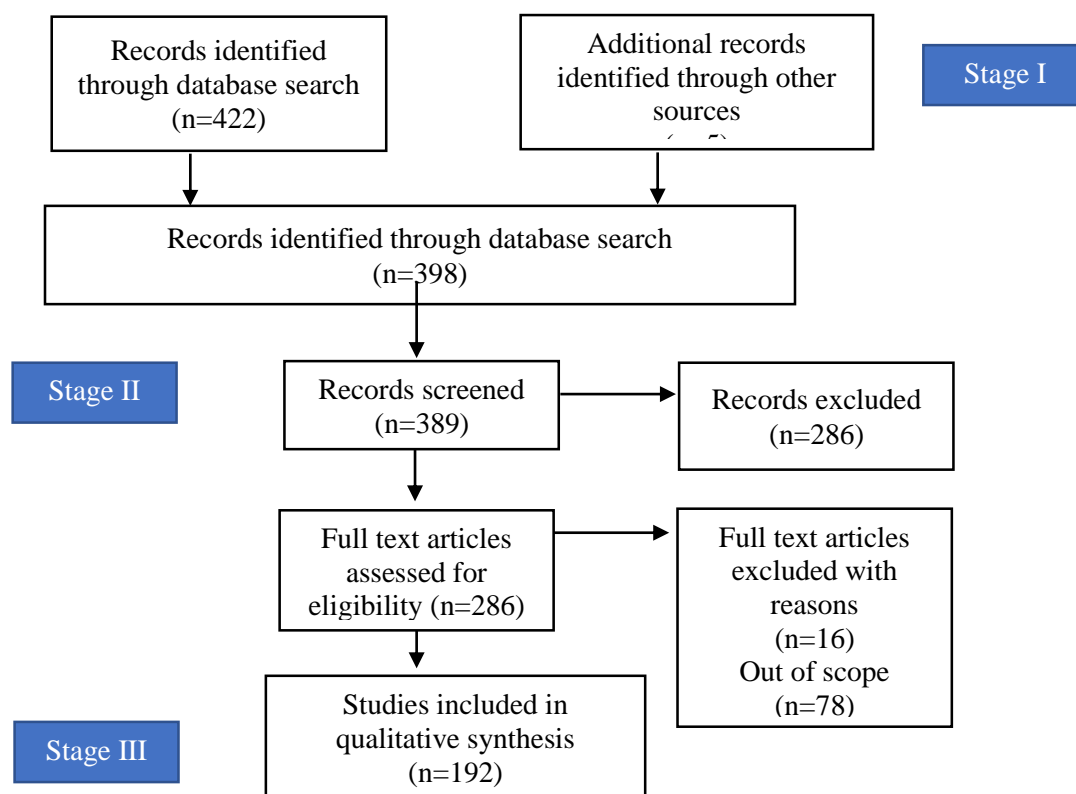 Records identified
through database search
(n=422)
Additional records
identified through other
sources
Stage I
Records identified through database search
(n=398)
Stage II
Records screened
(n=389)
Records excluded
(n=286)
Full text articles
assessed for
eligibility (n=286)
Full text articles
excluded with
reasons
(n=16)
Out of scope
(n=78)
Stage III
Studies included in
qualitative synthesis
(n=192)